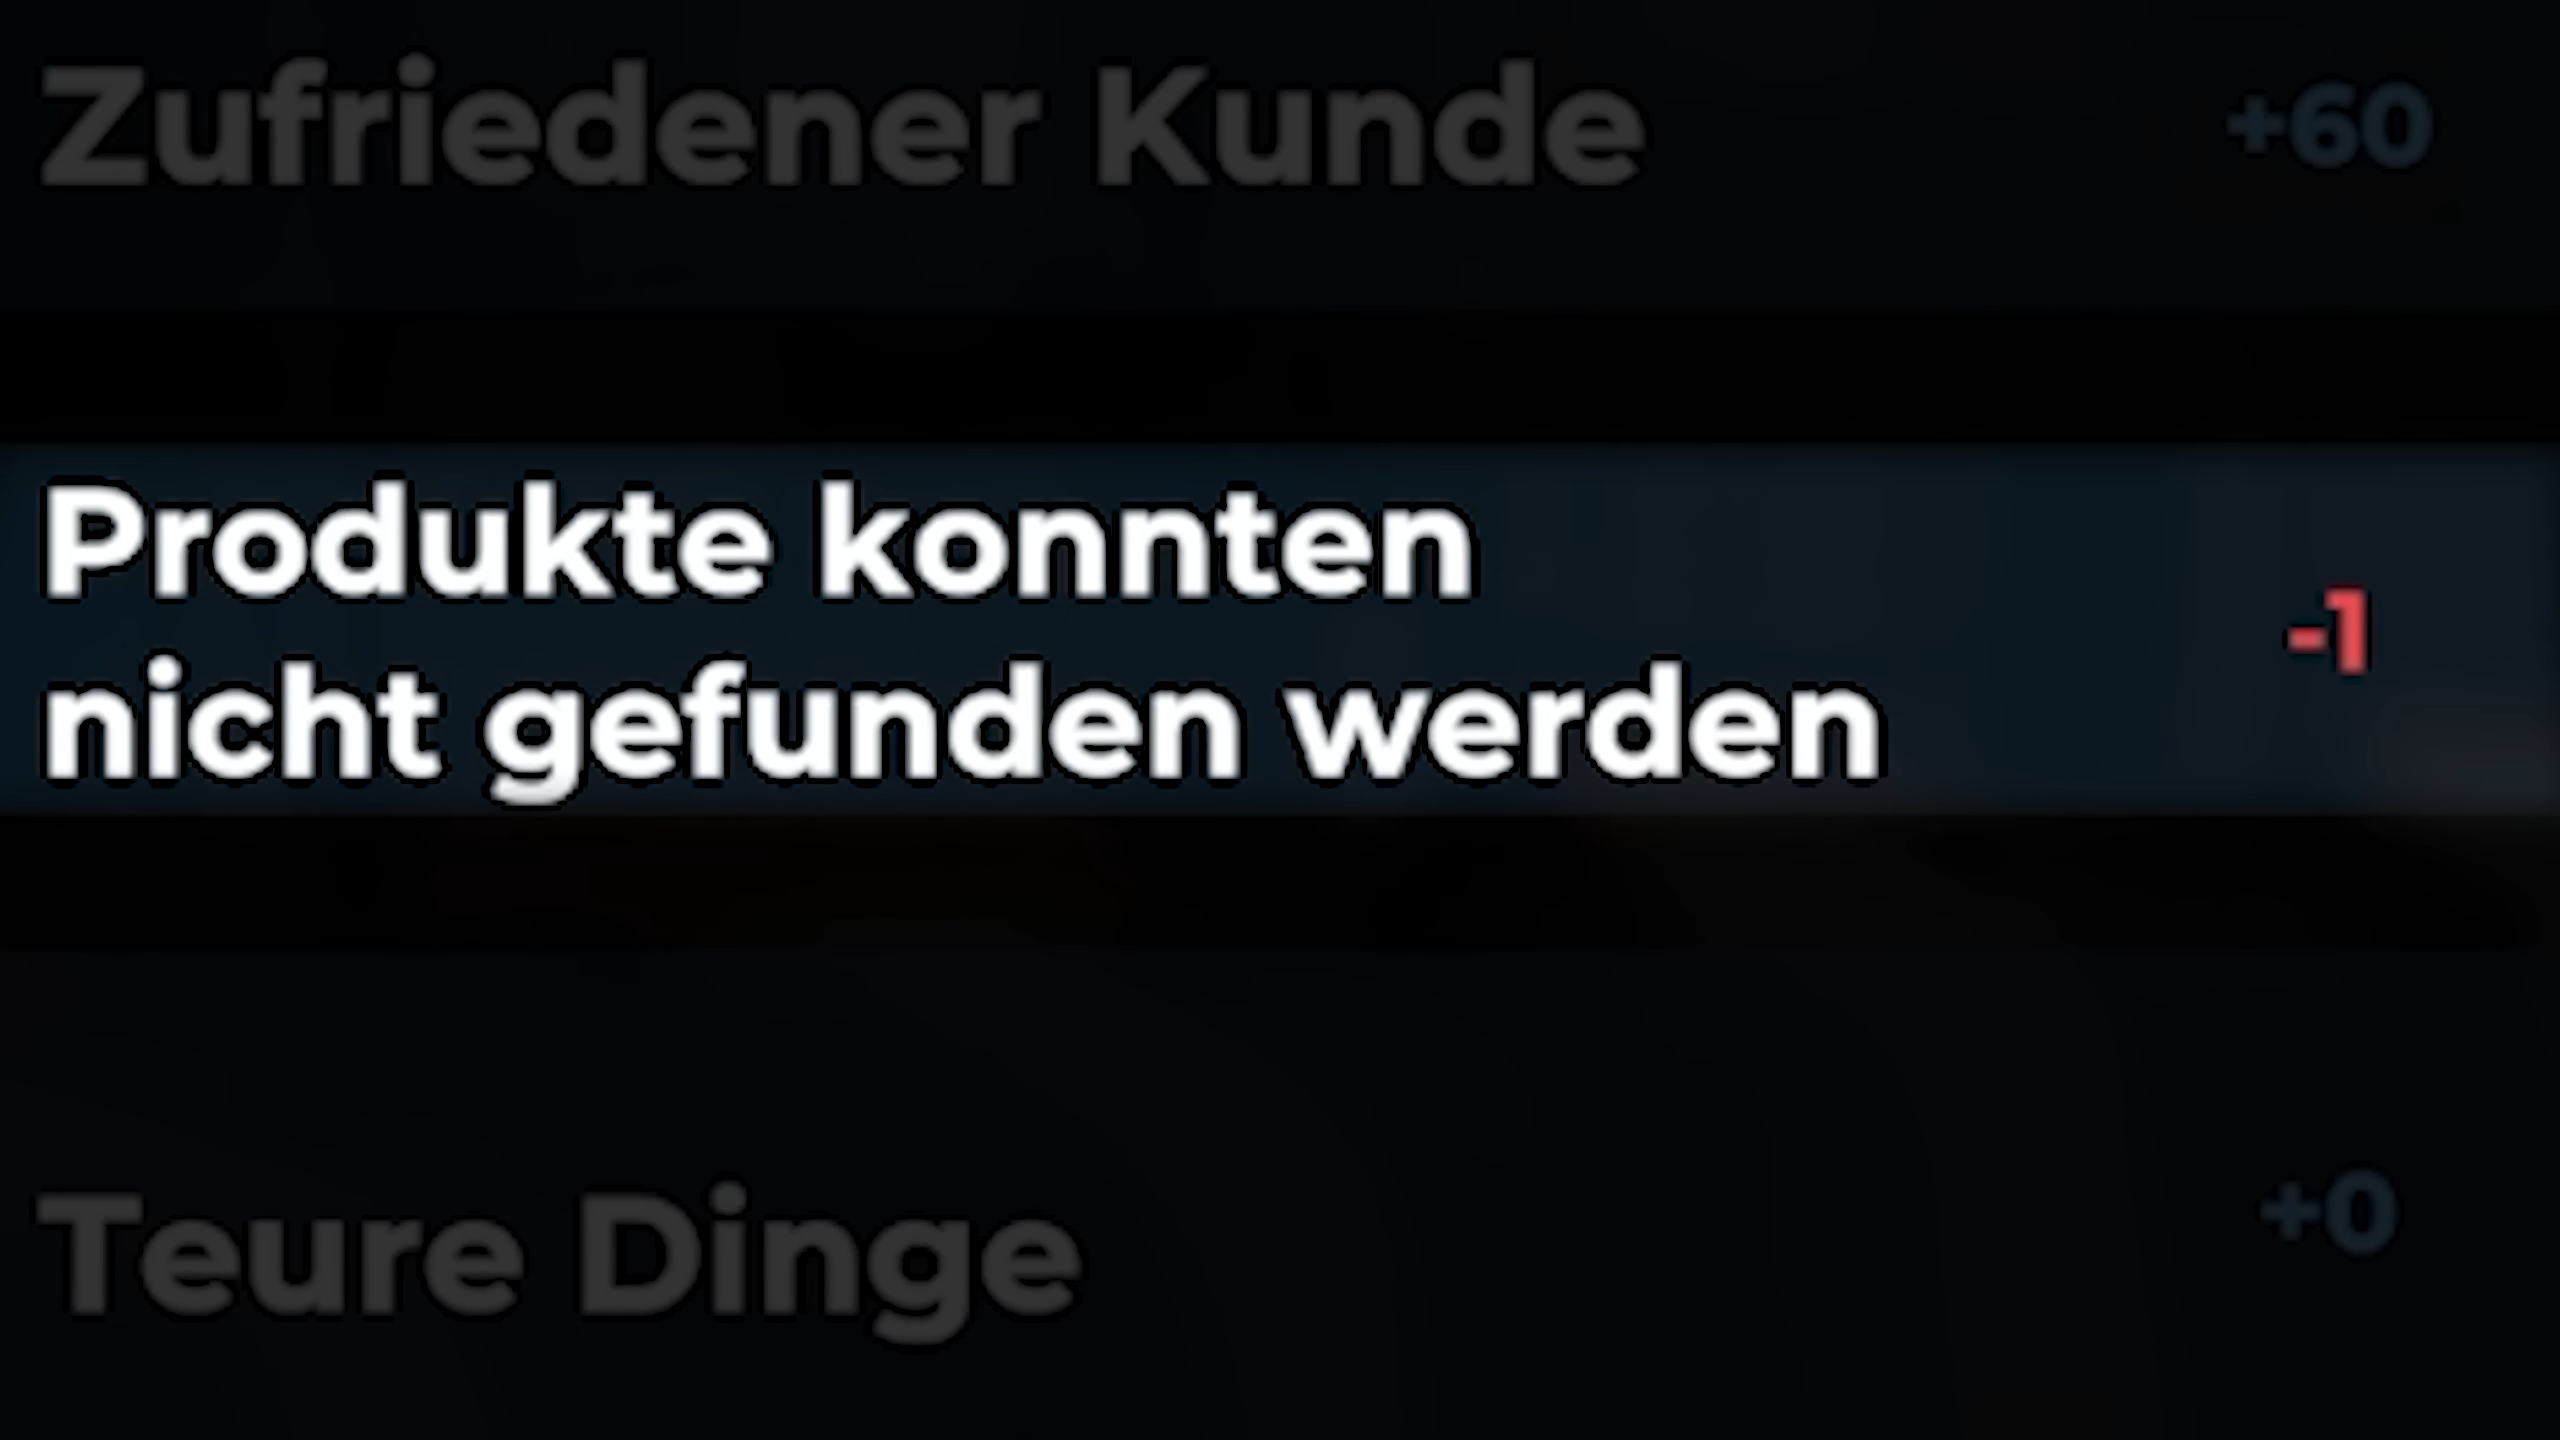 Zufriedener Kunde +60
Produkte konnten
nicht gefunden werden -1
Teure Dinge +0